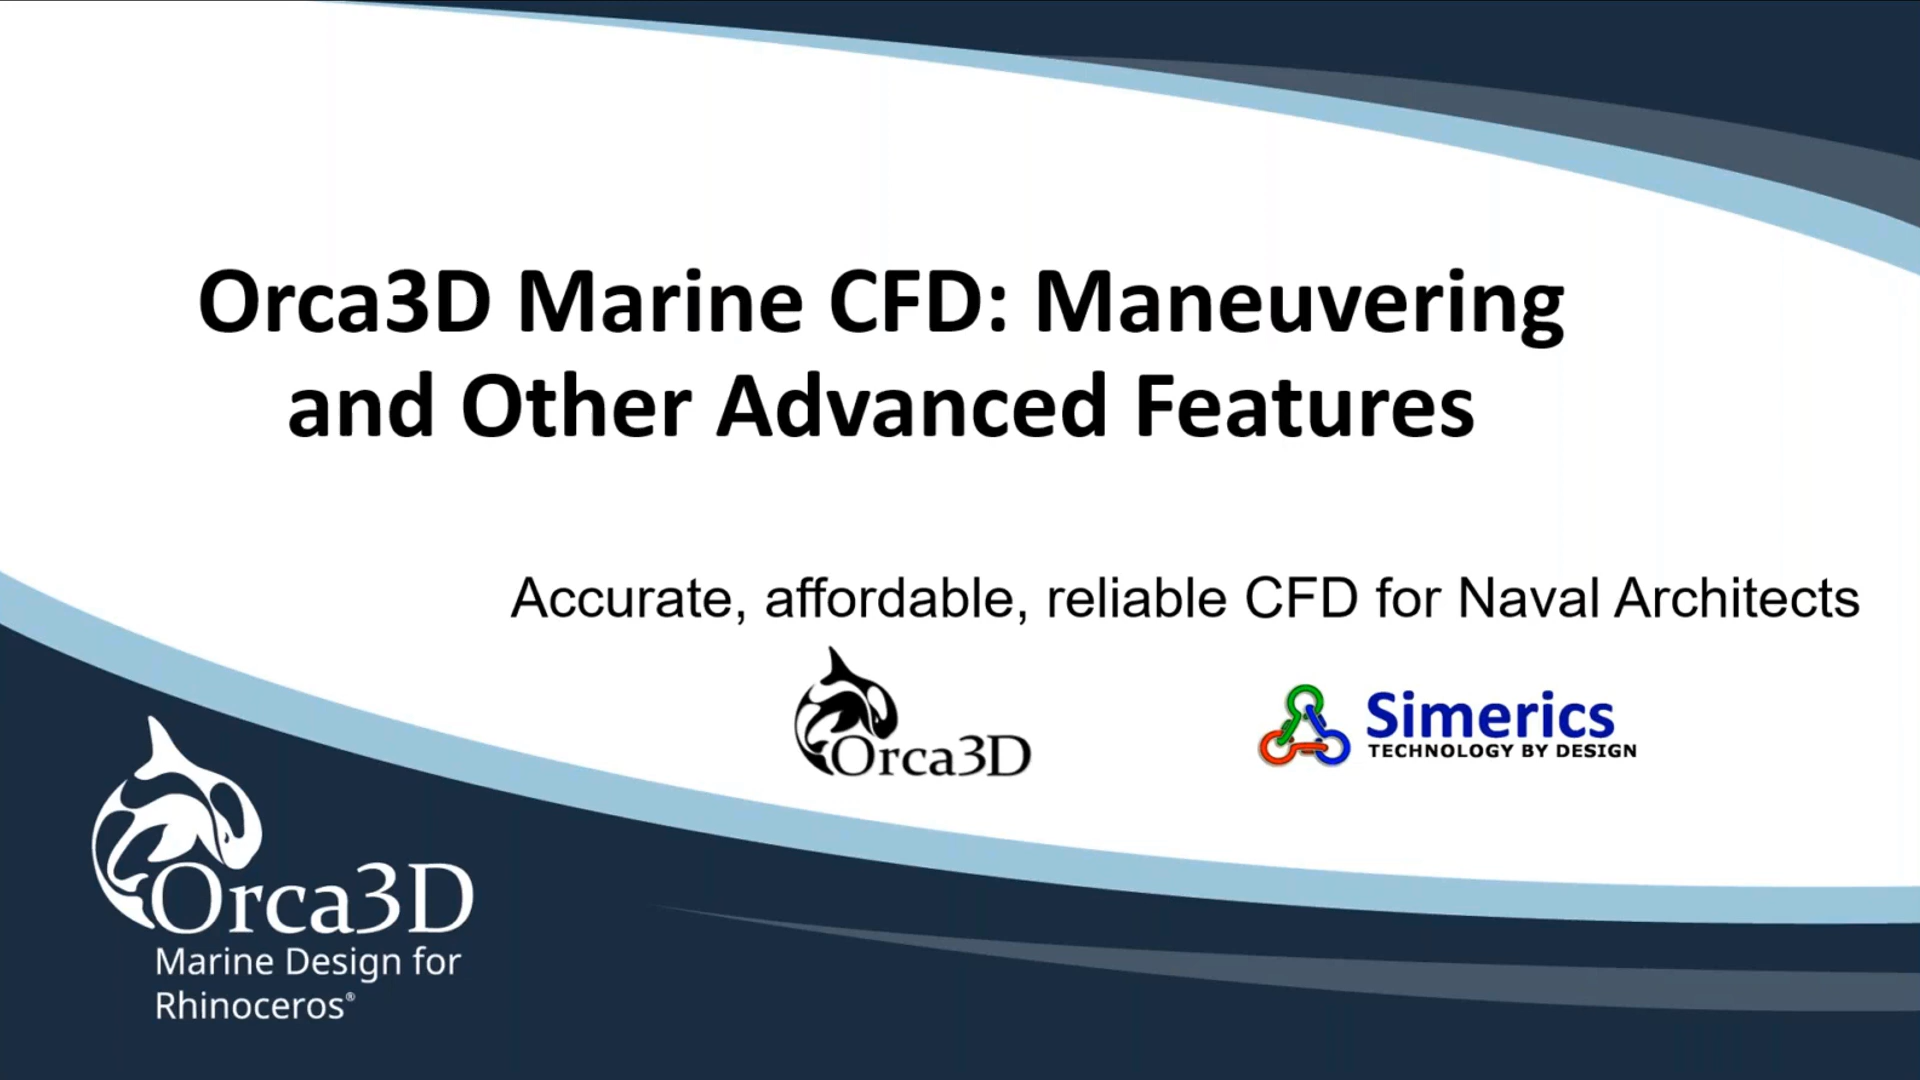 Orca3D Marine CFD: Maneuvering
and Other Advanced Features
Accurate, affordable, reliable CFD for Naval Architects
Orca3D
Simerics
TECHNOLOGY BY DESIGN
Orca3D
Marine Design for
Rhinoceros®